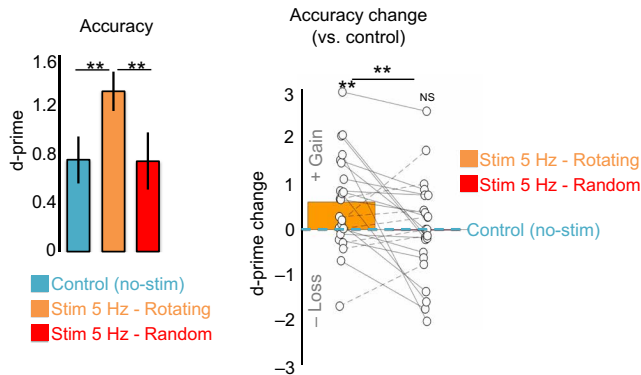 Accuracy
1.6
1.2
0.8
0.4
0
d-prime
**
**
Control (no-stim)
Stim 5 Hz - Rotating
Stim 5 Hz - Random
Accuracy change
(vs. control)
**
**
NS
3
2
1
0
−1
−2
−3
d-prime change
+ Gain
– Loss
Stim 5 Hz - Rotating
Stim 5 Hz - Random
Control (no-stim)